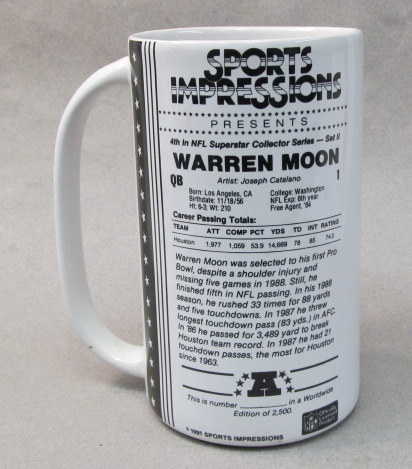 SPORTS
IMPRESSIONS
PRESENTS
4th In NFL Superstar Collector Series — Set II
WARREN MOON
QB Artist: Joseph Catalano 1
Born: Los Angeles, CA College: Washington
Birthdate: 11/18/56 NFL Exp: 6th year
Ht: 6-3; Wt: 210 Free Agent, '84
Career Passing Totals:
TEAM ATT COMP PCT YDS TD INT RATING
Houston 1,977 1,059 53.9 14,669 78 85 74.0
Warren Moon was selected to his first Pro
Bowl, despite a shoulder injury and
missing five games in 1988. Still, he
finished fifth in NFL passing. In his 1988
season, he rushed 33 times for 88 yards
and five touchdowns. In 1987 he threw
longest touchdown pass (83 yds.) in AFC.
In '86 he passed for 3,489 yard to break
Houston team record. In 1987 he had 21
touchdown passes, the most for Houston
since 1963.
A
This is number ________ in a Worldwide
Edition of 2,500.
NFL
© 1991 SPORTS IMPRESSIONS